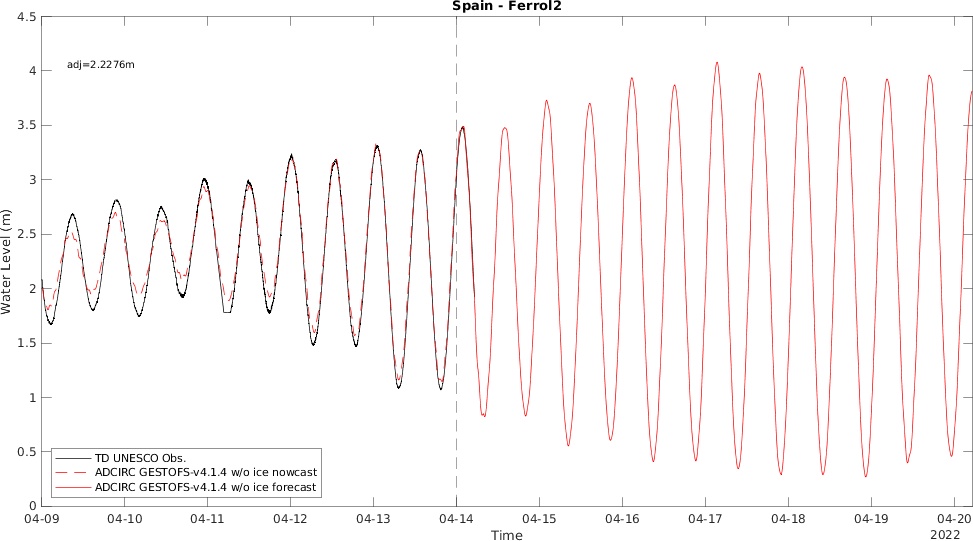 Spain - Ferrol2
4.5
4
3.5
3
2.5
2
1.5
1
0.5
0
Water Level (m)
adj=2.2276m
TD UNESCO Obs.
ADCIRC GESTOFS-v4.1.4 w/o ice nowcast
ADCIRC GESTOFS-v4.1.4 w/o ice forecast
04-09 04-10 04-11 04-12 04-13 04-14 04-15 04-16 04-17 04-18 04-19 04-20
Time
2022